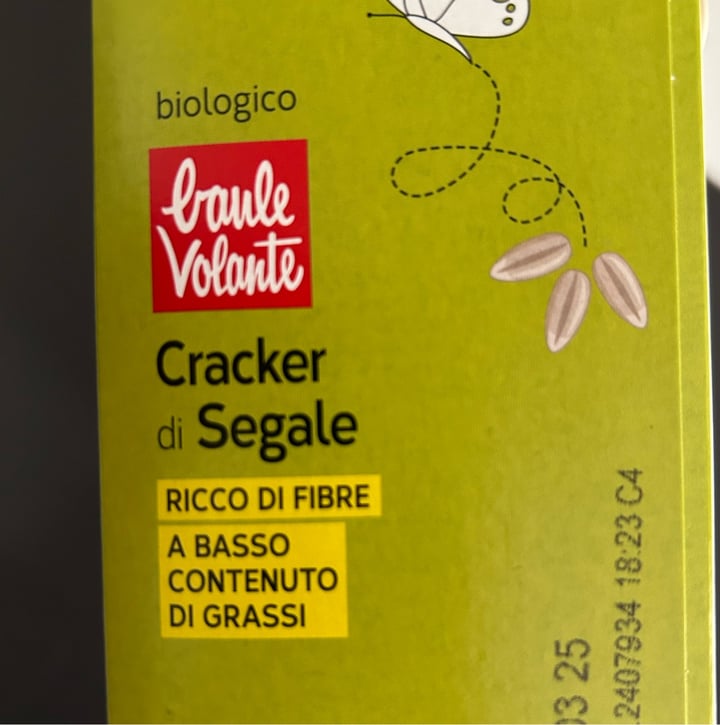 biologico
baule
volante
Cracker
di Segale
RICCO DI FIBRE
A BASSO
CONTENUTO
DI GRASSI
03 25
2407934 18:23 C4